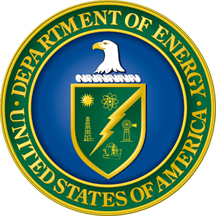 DEPARTMENT OF ENERGY
UNITED STATES OF AMERICA